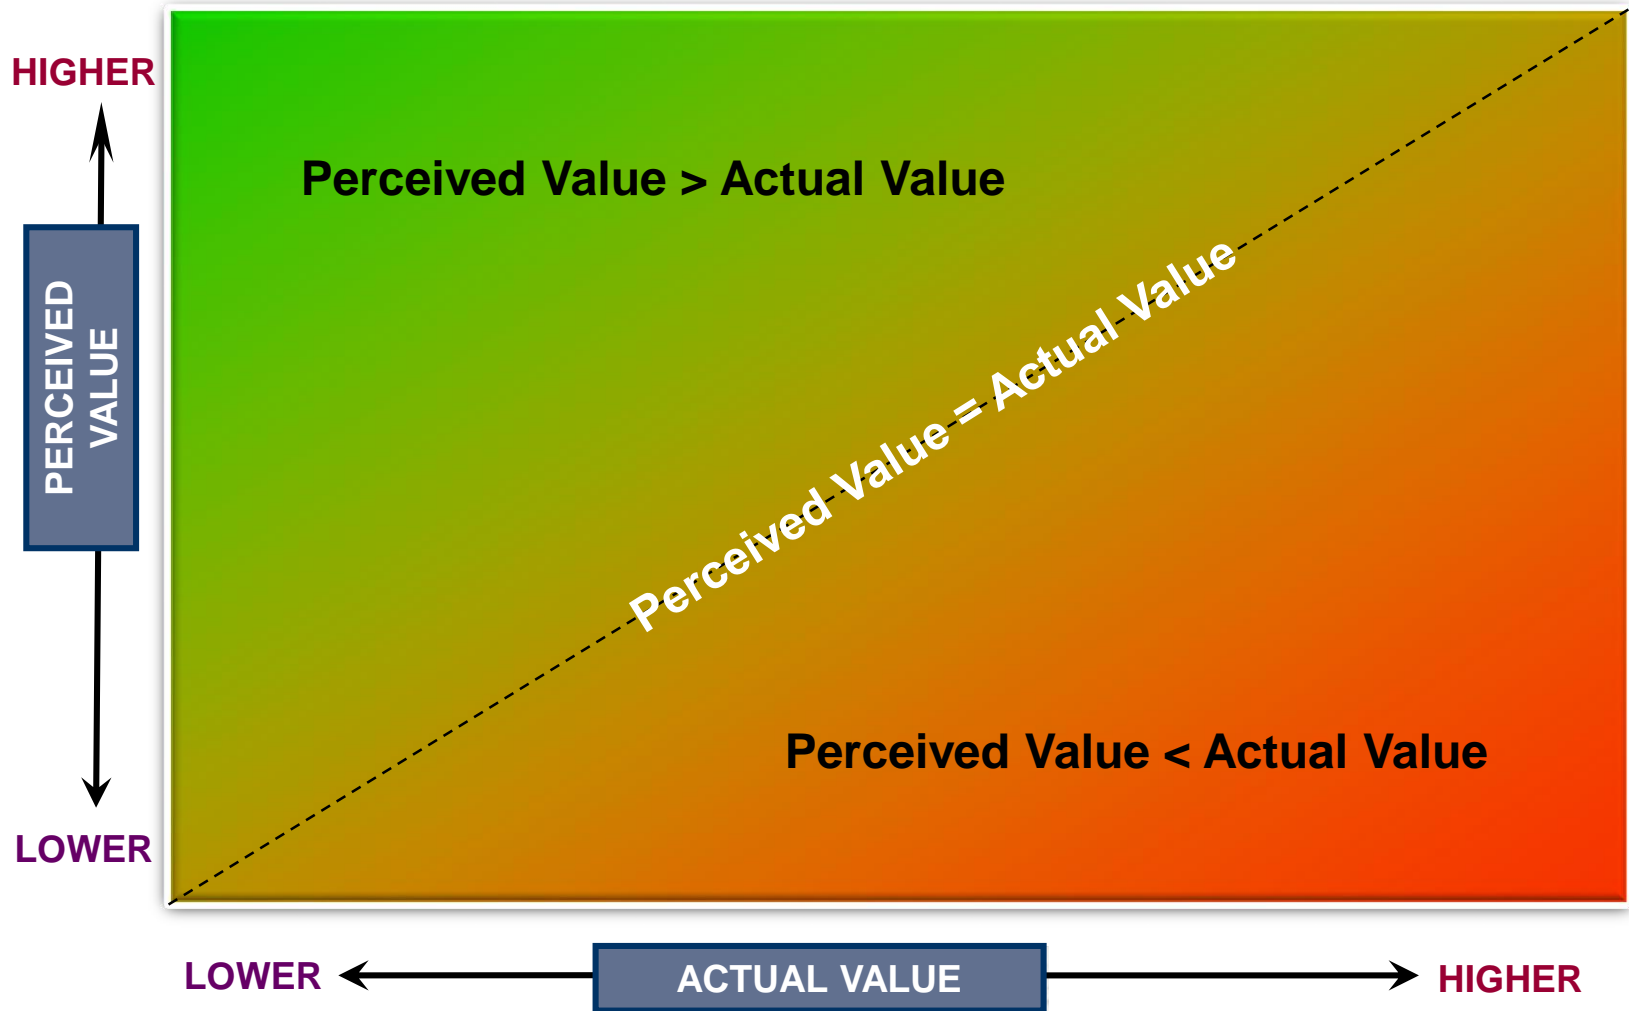 HIGHER
Perceived Value > Actual Value
PERCEIVED
VALUE
Perceived Value = Actual Value
Perceived Value < Actual Value
LOWER
LOWER
ACTUAL VALUE
HIGHER